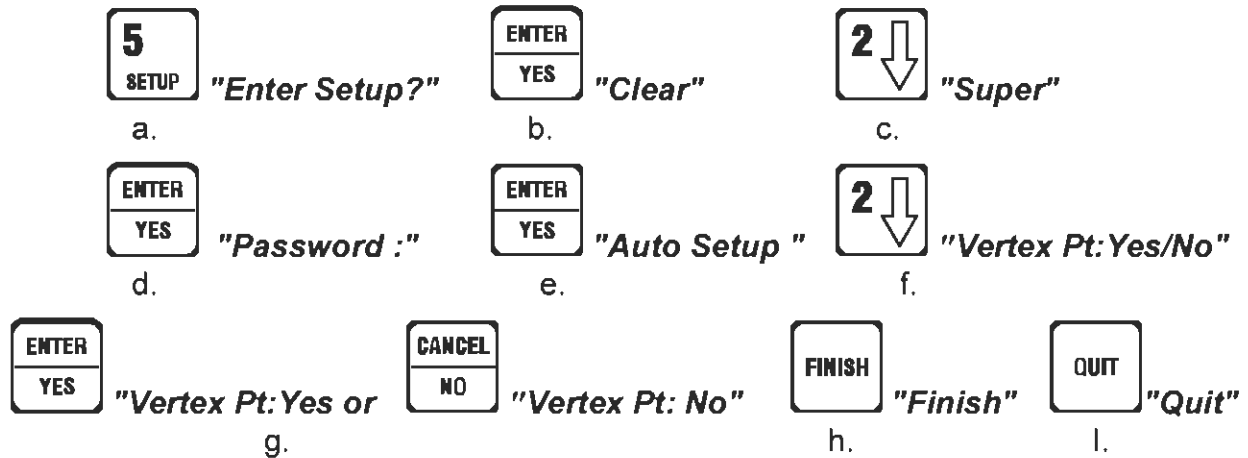 5 SETUP "Enter Setup?" ENTER YES "Clear" 2 "Super"
a. b. c.
ENTER YES "Password :" ENTER YES "Auto Setup " 2 "Vertex Pt:Yes/No"
d. e. f.
ENTER YES "Vertex Pt:Yes or CANCEL NO "Vertex Pt: No" FINISH "Finish" QUIT "Quit"
g. h. I.